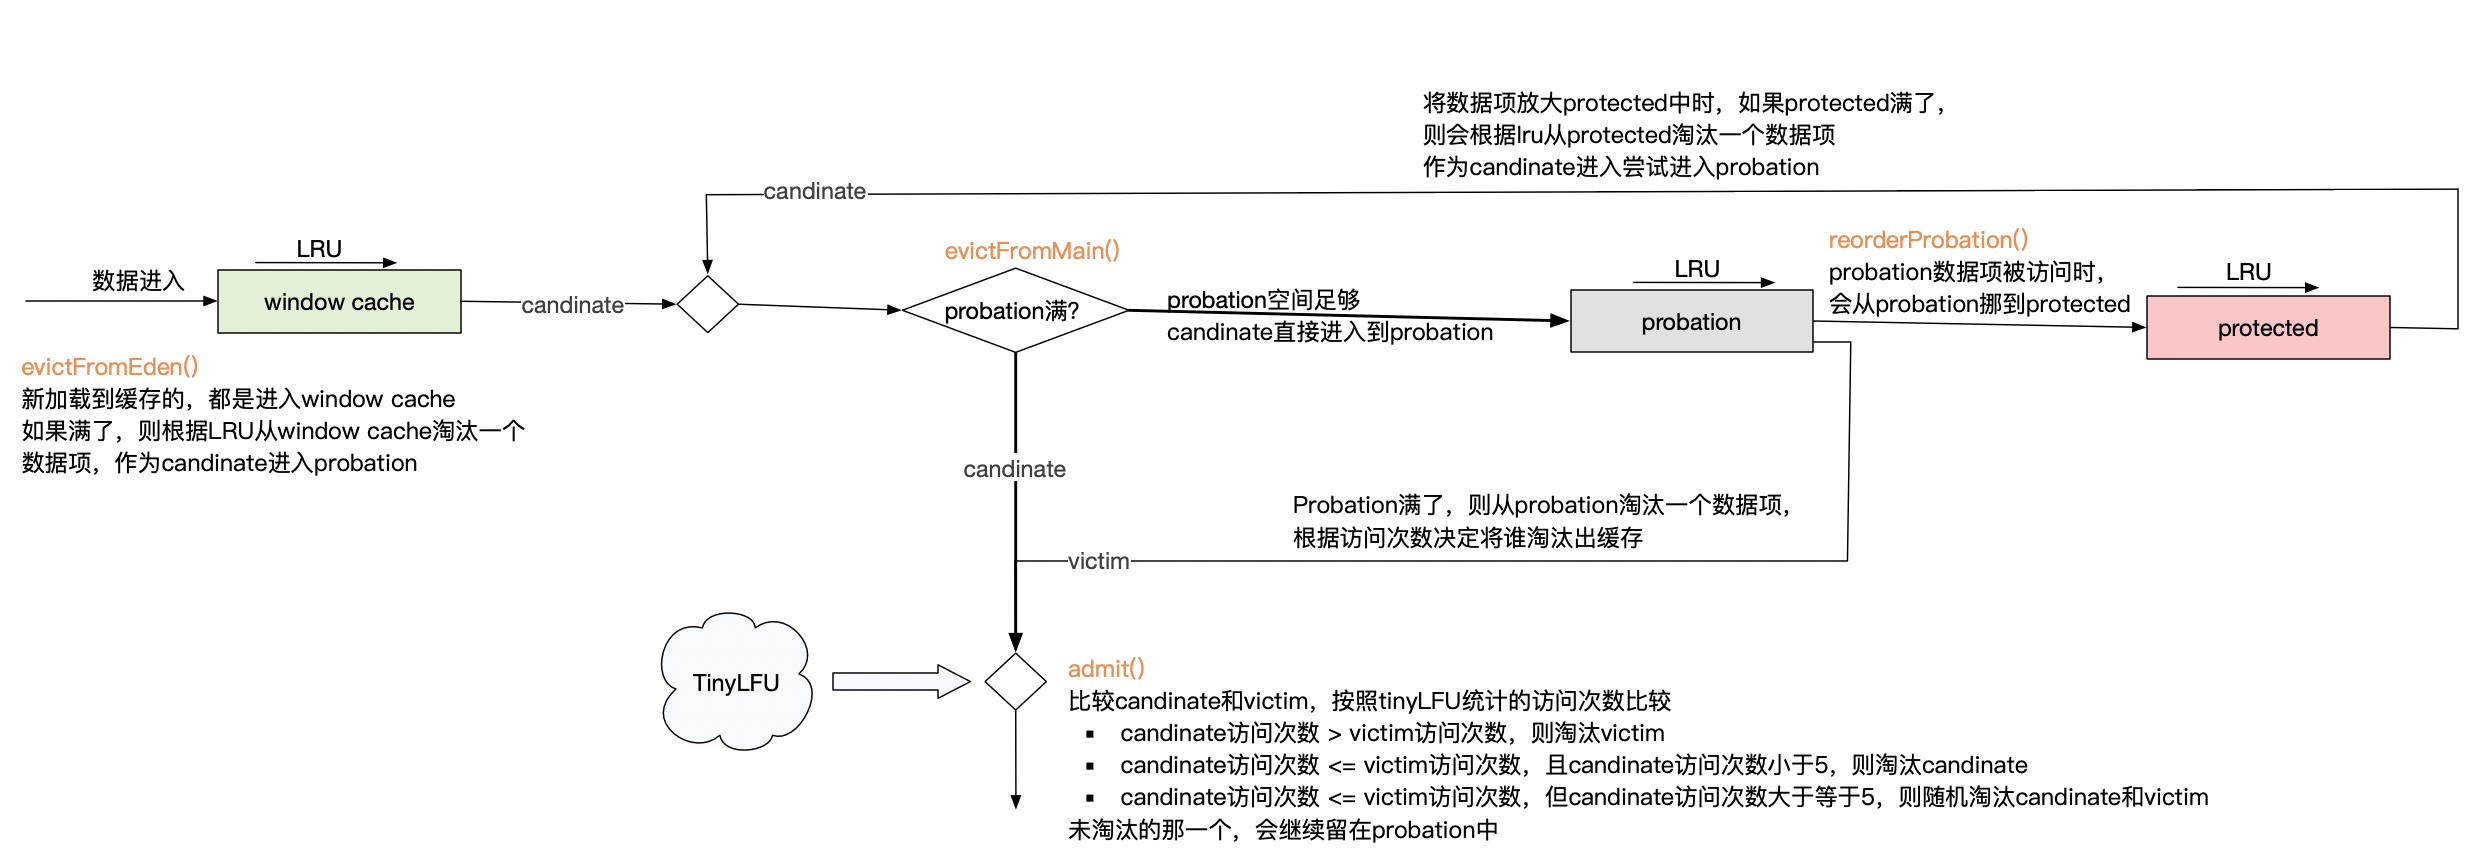 将数据项放大protected中时，如果protected满了，
则会根据lru从protected淘汰一个数据项
作为candinate进入尝试进入probation
candinate
LRU
数据进入
window cache
candinate
evictFromEden()
新加载到缓存的，都是进入window cache
如果满了，则根据LRU从window cache淘汰一个
数据项，作为candinate进入probation
evictFromMain()
probation满?
probation空间足够
candinate直接进入到probation
LRU
probation
reorderProbation()
probation数据项被访问时，
会从probation挪到protected
LRU
protected
candinate
Probation满了，则从probation淘汰一个数据项，
根据访问次数决定将谁淘汰出缓存
victim
TinyLFU
admit()
比较candinate和victim，按照tinyLFU统计的访问次数比较
▪ candinate访问次数 > victim访问次数，则淘汰victim
▪ candinate访问次数 <= victim访问次数，且candinate访问次数小于5，则淘汰candinate
▪ candinate访问次数 <= victim访问次数，但candinate访问次数大于等于5，则随机淘汰candinate和victim
未淘汰的那一个，会继续留在probation中